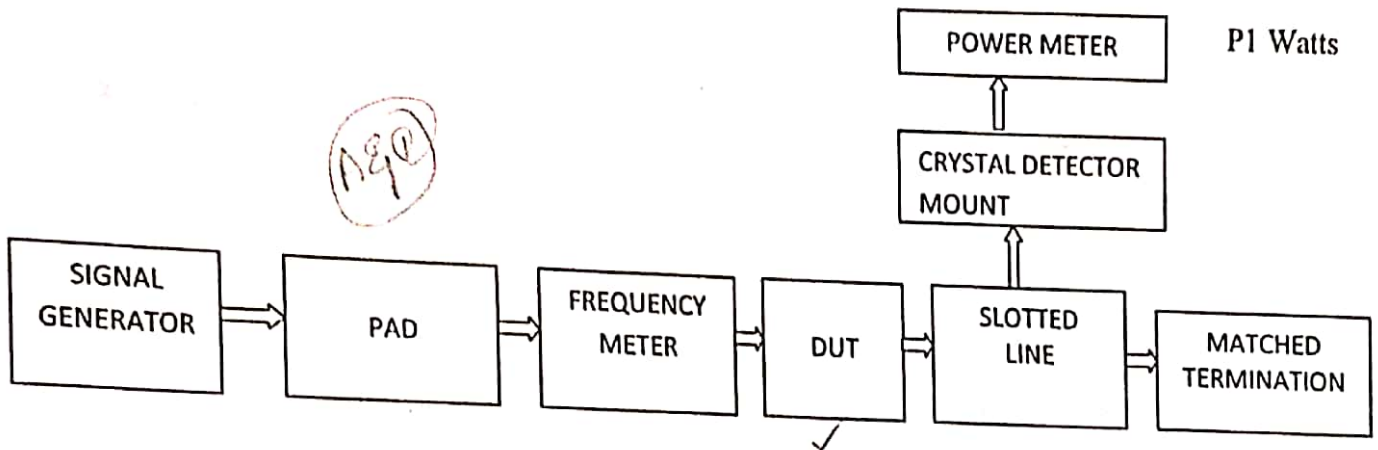 POWER METER
P1 Watts
CRYSTAL DETECTOR
MOUNT
SIGNAL
GENERATOR
PAD
FREQUENCY
METER
DUT
SLOTTED
LINE
MATCHED
TERMINATION